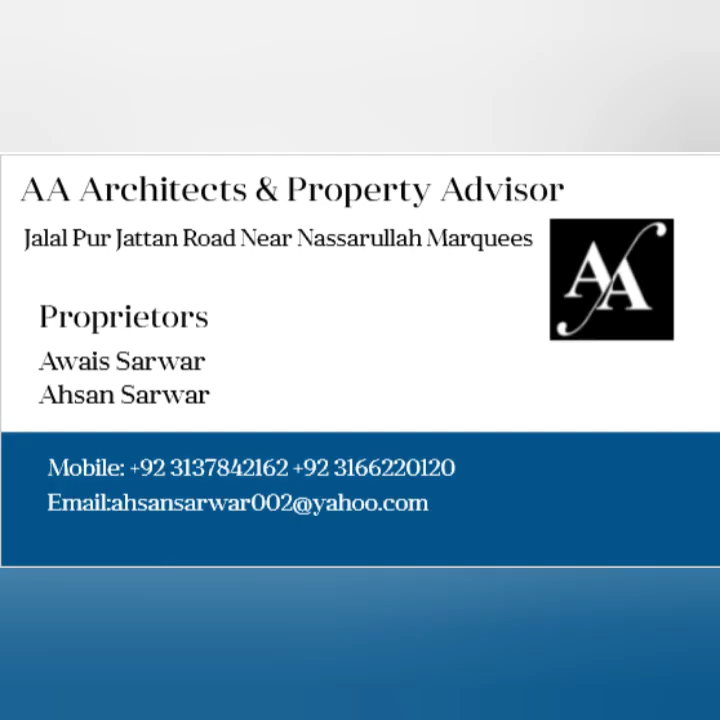 AA Architects & Property Advisor
Jalal Pur Jattan Road Near Nassarullah Marquees
AA
Proprietors
Awais Sarwar
Ahsan Sarwar
Mobile: +92 3137842162 +92 3166220120
Email:ahsansarwar002@yahoo.com